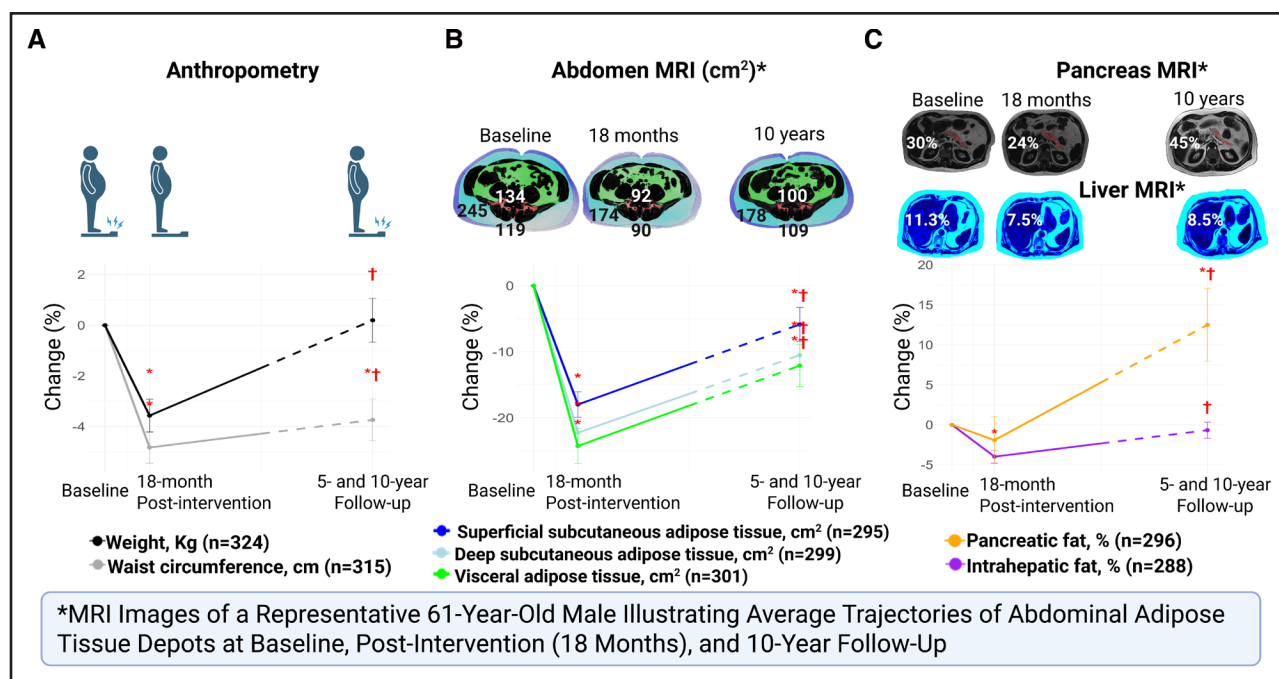 A
Anthropometry
2
0
-2
-4
Change (%)
†
*
*
*†
Baseline
18-month
Post-intervention
5- and 10-year
Follow-up
Weight, Kg (n=324)
Waist circumference, cm (n=315)
B
Abdomen MRI (cm²)*
Baseline
18 months
10 years
134
245
119
92
174
90
100
178
109
0
-10
-20
Change (%)
*†
*†
*†
*
*
*
Baseline
18-month
Post-intervention
5- and 10-year
Follow-up
Superficial subcutaneous adipose tissue, cm² (n=295)
Deep subcutaneous adipose tissue, cm² (n=299)
Visceral adipose tissue, cm² (n=301)
C
Pancreas MRI*
Baseline
18 months
10 years
30%
24%
45%
Liver MRI*
11.3%
7.5%
8.5%
20
15
10
5
0
-5
Change (%)
*†
*
†
Baseline
18-month
Post-intervention
5- and 10-year
Follow-up
Pancreatic fat, % (n=296)
Intrahepatic fat, % (n=288)
*MRI Images of a Representative 61-Year-Old Male Illustrating Average Trajectories of Abdominal Adipose
Tissue Depots at Baseline, Post-Intervention (18 Months), and 10-Year Follow-Up